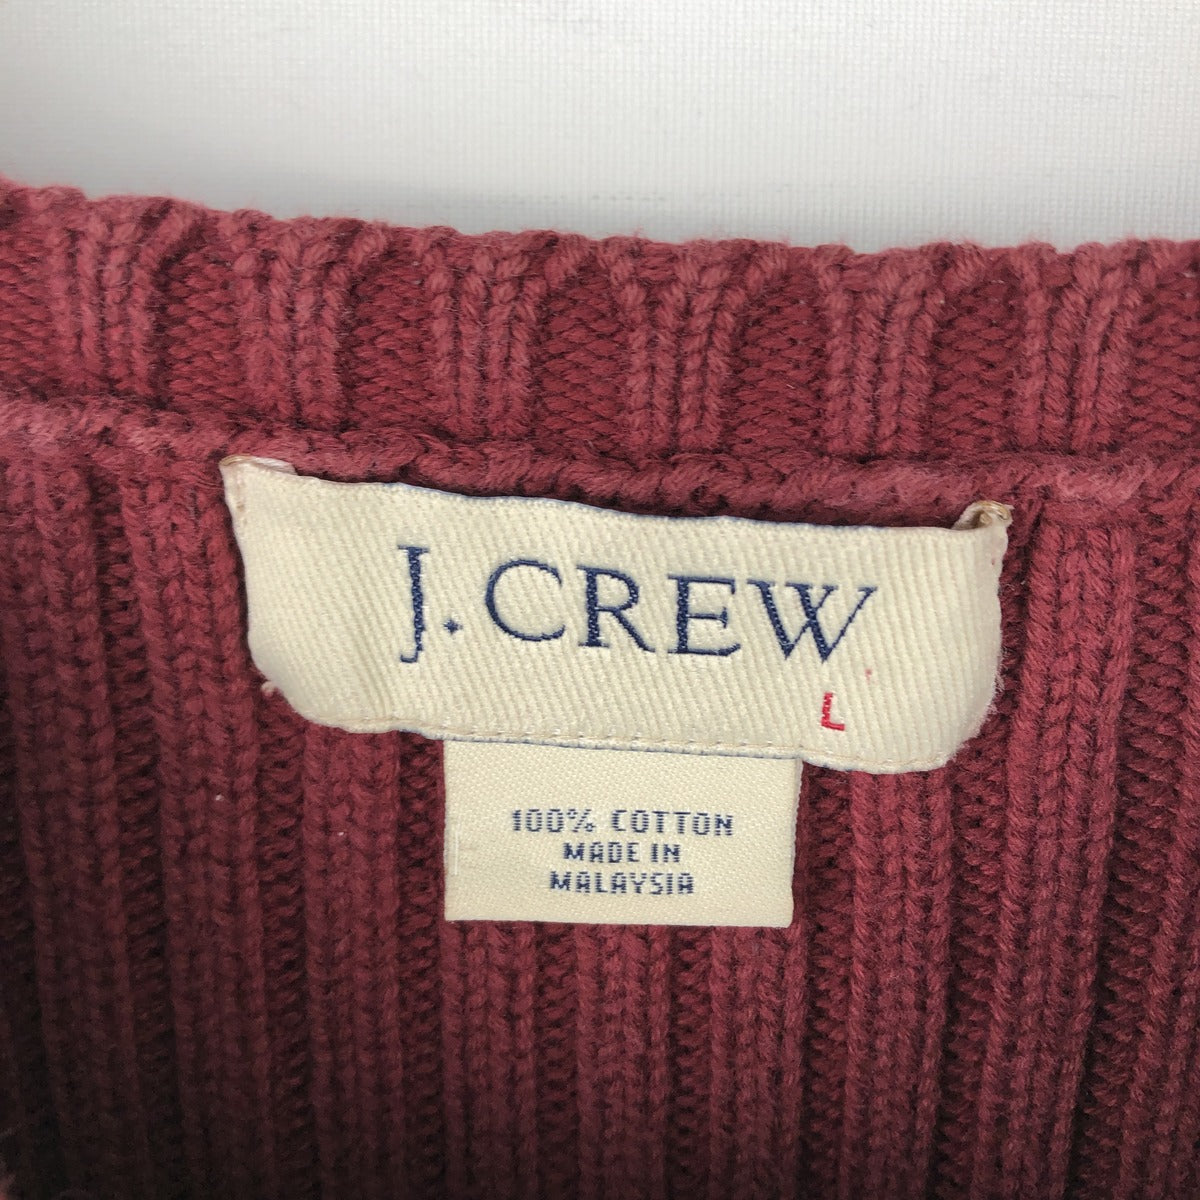 J.CREW
L
100% COTTON
MADE IN
MALAYSIA